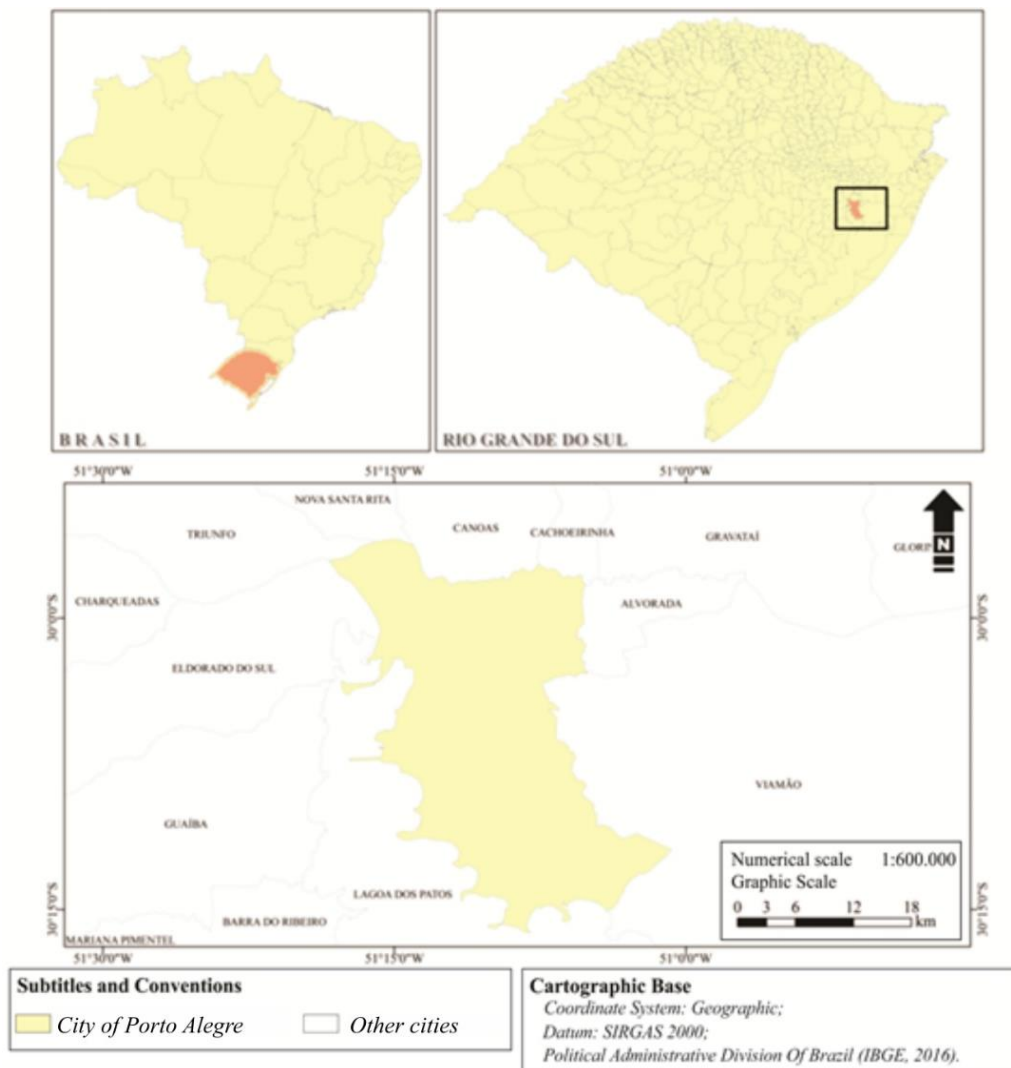 BRASIL
RIO GRANDE DO SUL
51°30'0"W 51°15'0"W 51°0'0"W
NOVA SANTA RITA
TRIUNFO
CANOAS
CACHOEIRINHA
GRAVATAÍ
N
CHARQUEADAS
ALVORADA
30°0'0"S 30°0'0"S
ELDORADO DO SUL
VIAMÃO
GUAÍBA
Numerical scale 1:600.000
Graphic Scale
0 3 6 12 18
km
LAGOA DOS PATOS
BARRA DO RIBEIRO
30°15'0"S 30°15'0"S
MARIANA PIMENTEL
51°30'0"W 51°15'0"W 51°0'0"W
Subtitles and Conventions
City of Porto Alegre Other cities
Cartographic Base
Coordinate System: Geographic;
Datum: SIRGAS 2000;
Political Administrative Division Of Brazil (IBGE, 2016).